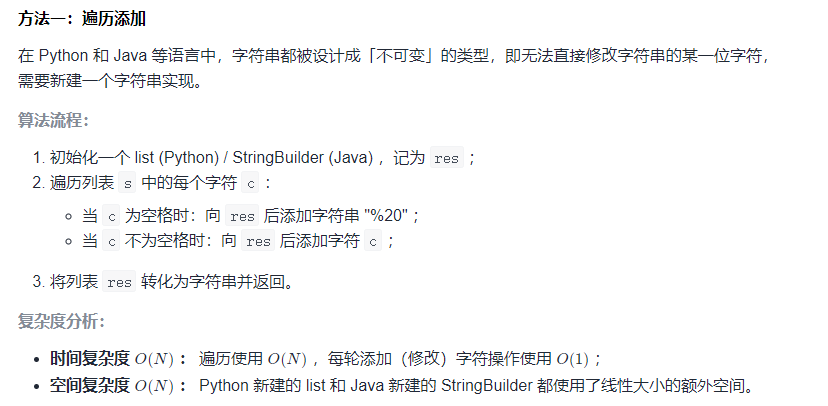 方法一：遍历添加
在 Python 和 Java 等语言中，字符串都被设计成「不可变」的类型，即无法直接修改字符串的某一位字符，
需要新建一个字符串实现。
算法流程：
1. 初始化一个 list (Python) / StringBuilder (Java) ，记为 res ；
2. 遍历列表 s 中的每个字符 c ：
◦ 当 c 为空格时：向 res 后添加字符串 "%20" ；
◦ 当 c 不为空格时：向 res 后添加字符 c ；
3. 将列表 res 转化为字符串并返回。
复杂度分析：
• 时间复杂度 O(N) ： 遍历使用 O(N) ，每轮添加（修改）字符操作使用 O(1) ；
• 空间复杂度 O(N) ： Python 新建的 list 和 Java 新建的 StringBuilder 都使用了线性大小的额外空间。